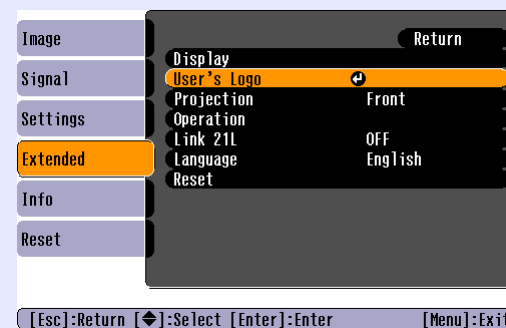 Image
Signal
Settings
Extended
Info
Reset
Return
Display
User's Logo
Projection Front
Operation
Link 21L OFF
Language English
Reset
[Esc]:Return [◆]:Select [Enter]:Enter [Menu]:Exit